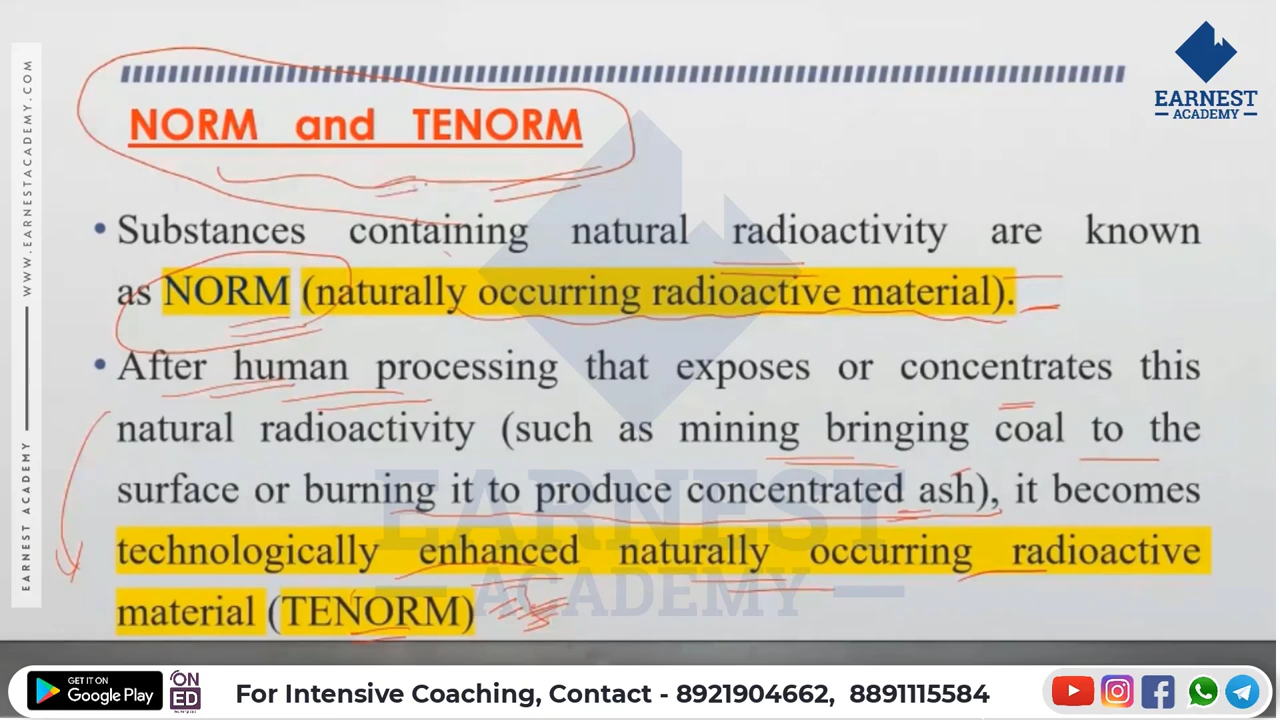 EARNEST
ACADEMY
WWW.EARNESTACADEMY.COM
EARNEST ACADEMY
NORM and TENORM
• Substances containing natural radioactivity are known
as NORM (naturally occurring radioactive material).
• After human processing that exposes or concentrates this
natural radioactivity (such as mining bringing coal to the
surface or burning it to produce concentrated ash), it becomes
technologically enhanced naturally occurring radioactive
material (TENORM)
EARNEST
ACADEMY
GET IT ON
Google Play
ON
ED
For Intensive Coaching, Contact - 8921904662, 8891115584